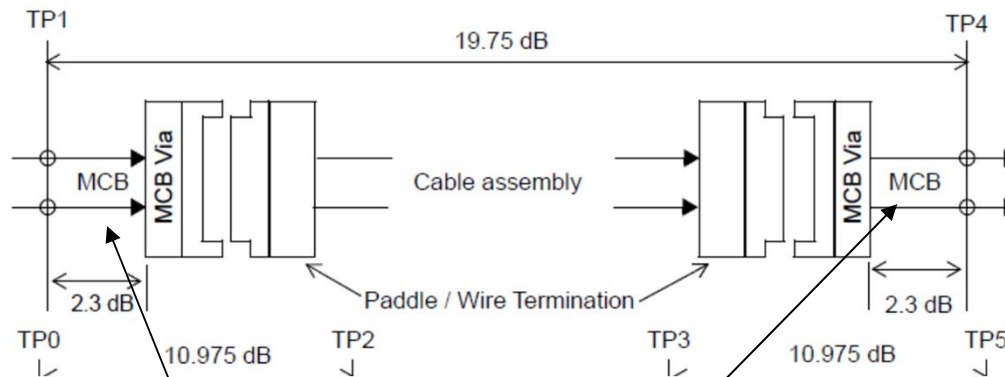 TP1
TP4
19.75 dB
MCB
MCB Via
Cable assembly
MCB Via
MCB
2.3 dB
Paddle / Wire Termination
2.3 dB
TP0
10.975 dB
TP2
TP3
10.975 dB
TP5